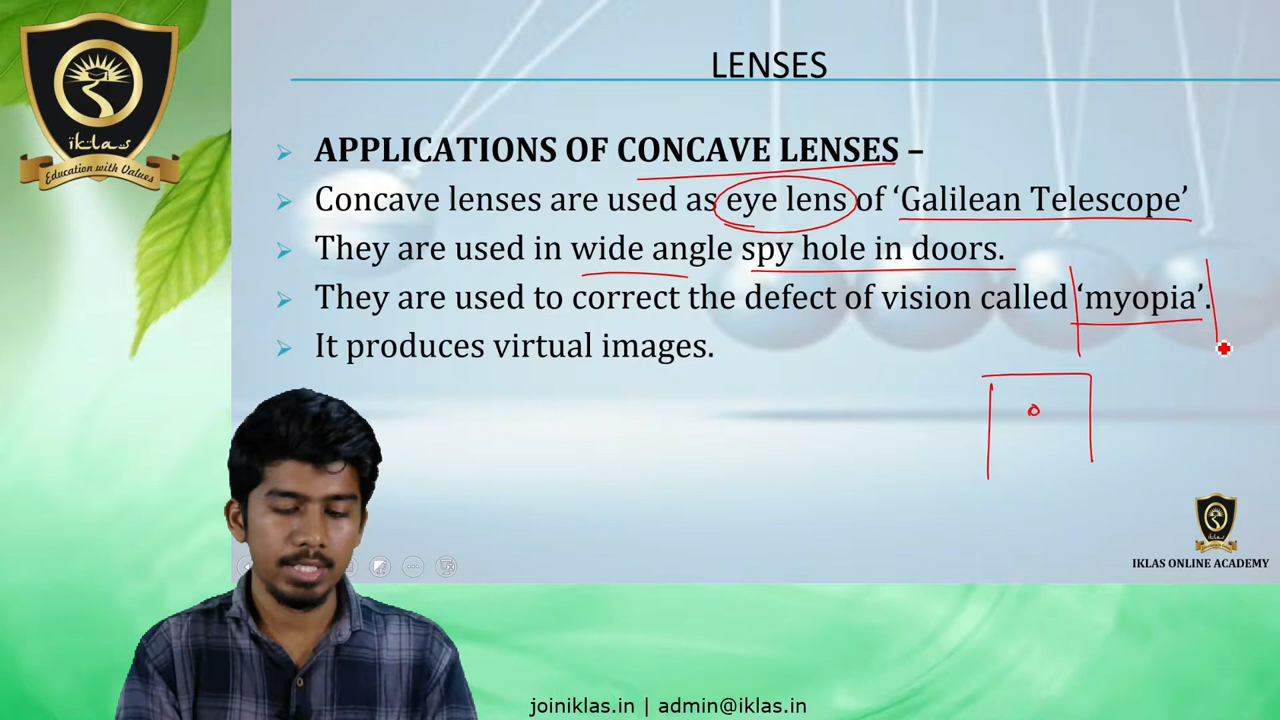 LENSES
APPLICATIONS OF CONCAVE LENSES –
Concave lenses are used as eye lens of ‘Galilean Telescope’
They are used in wide angle spy hole in doors.
They are used to correct the defect of vision called ‘myopia’.
It produces virtual images.
iklas
Education with Values
IKLAS ONLINE ACADEMY
joiniklas.in | admin@iklas.in